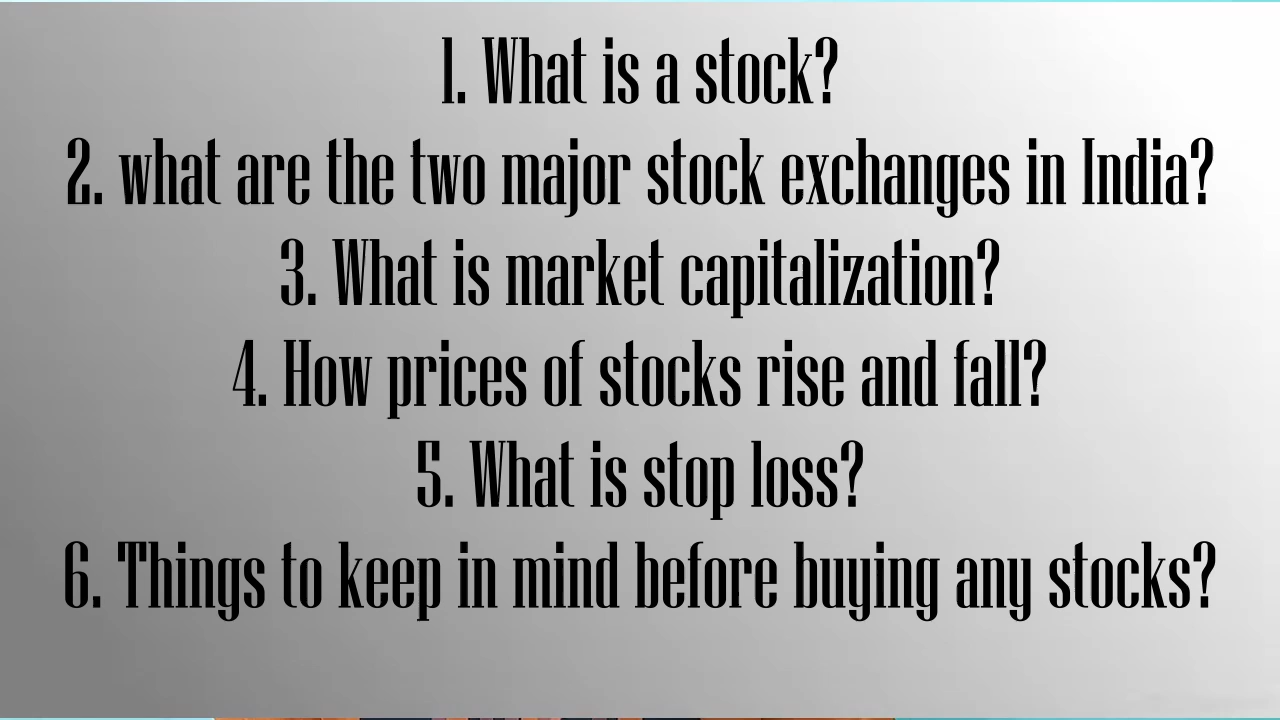 1. What is a stock?
2. what are the two major stock exchanges in India?
3. What is market capitalization?
4. How prices of stocks rise and fall?
5. What is stop loss?
6. Things to keep in mind before buying any stocks?